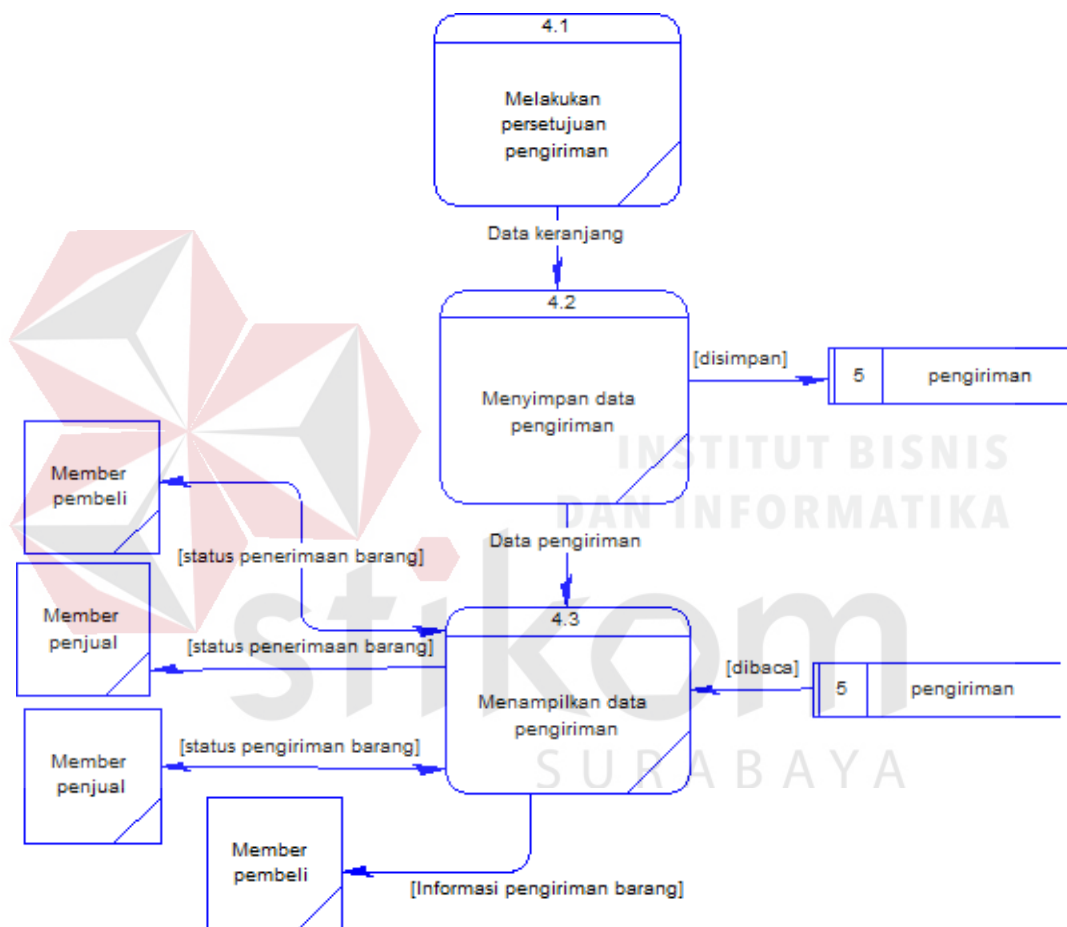 4.1
Melakukan
persetujuan
pengiriman
Data keranjang
4.2
Menyimpan data
pengiriman
[disimpan]
5
pengiriman
INSTITUT BISNIS
DAN INFORMATIKA
Member
pembeli
Data pengiriman
[status penerimaan barang]
Member
penjual
stikom
4.3
Menampilkan data
pengiriman
[status penerimaan barang]
[dibaca]
5
pengiriman
[status pengiriman barang]
Member
penjual
SURABAYA
Member
pembeli
[Informasi pengiriman barang]